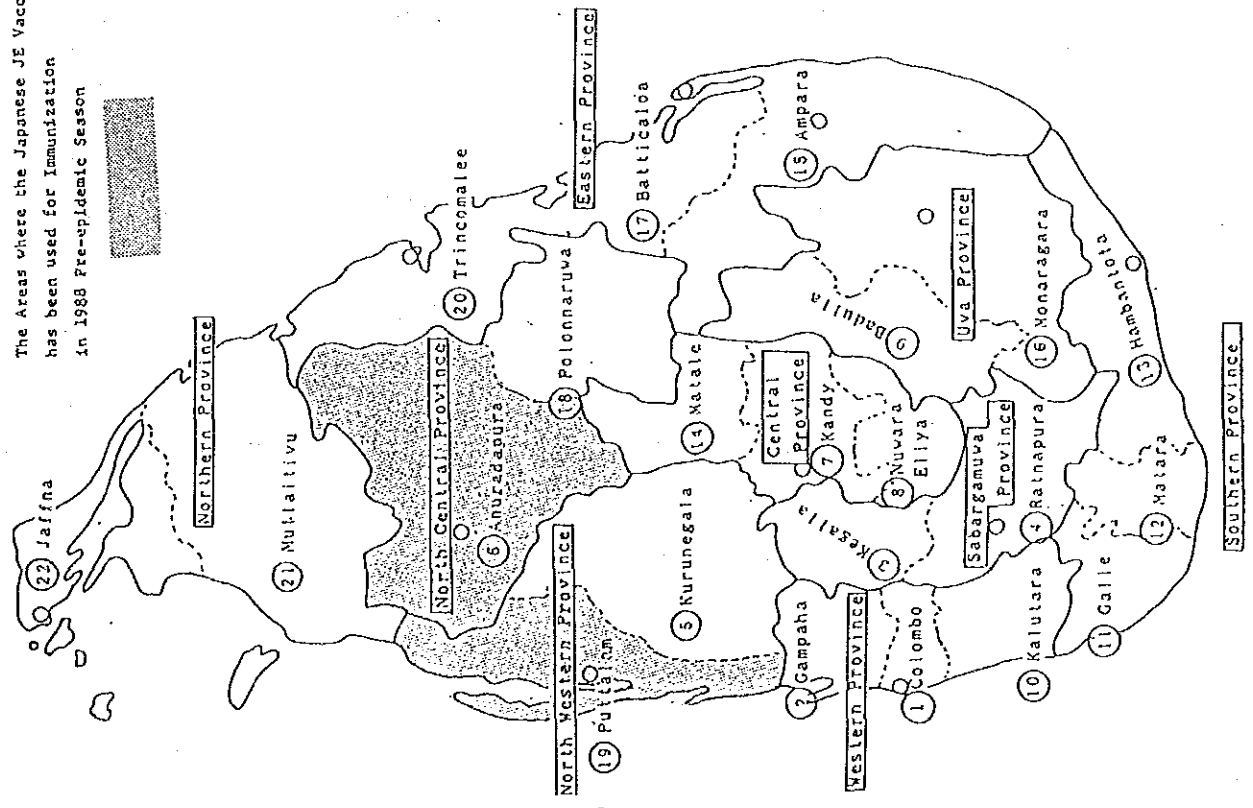 The Areas where the Japanese JE Vacc
has been used for Immunization
in 1988 Pre-epidemic Season
22 Jaffna
Northern Province
21 Mutlaitivu
20 Trincomalee
North Central Province
6 Anuradapura
18 Polonnaruwa
Eastern Province
North Western Province
19 Puttalam
17 Batticaloa
5 Kurunegala
14 Matale
15 Ampara
Central
Province
2 Gampaha
7 Kandy
Western Province
3 Kegalla
8 Nuwara
Eliya
9 Badulla
Uva Province
1 Colombo
Sabargamuwa
Province
4 Ratnapura
16 Monaragara
10 Kalutara
11 Galle
12 Matara
13 Hambantota
Southern Province